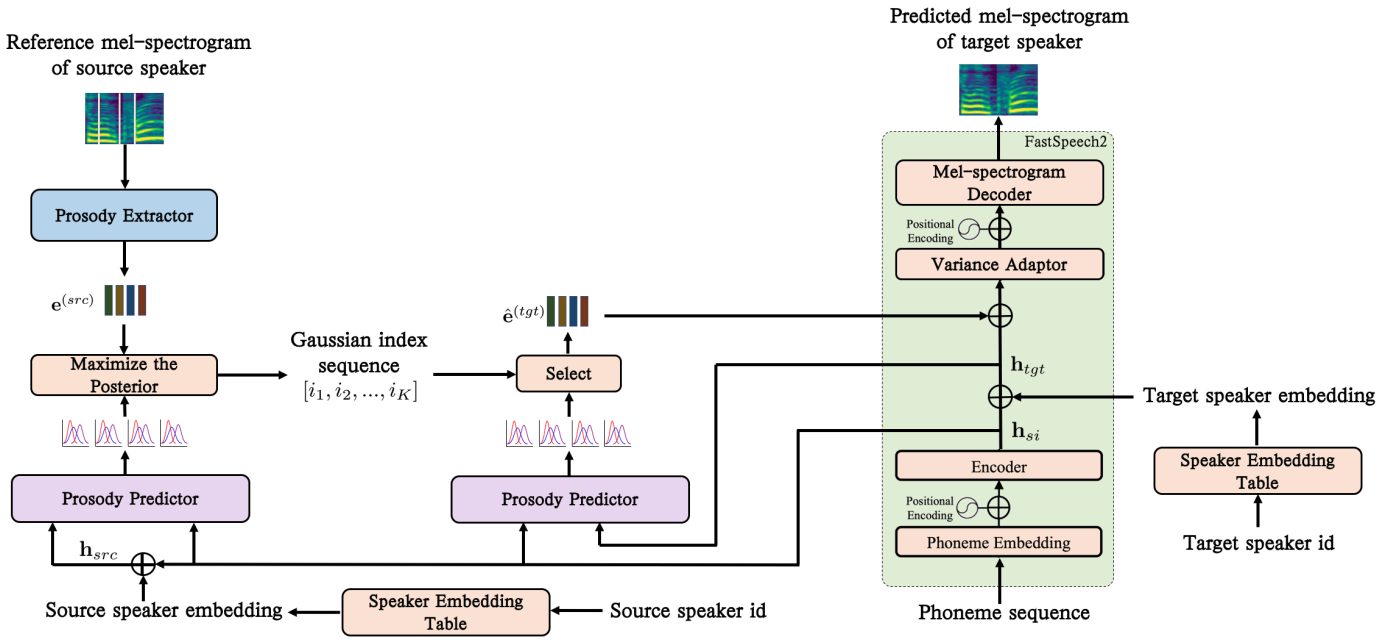 Reference mel-spectrogram
of source speaker
Prosody Extractor
e^(src)
Maximize the
Posterior
Prosody Predictor
h_src
Source speaker embedding
Speaker Embedding
Table
Source speaker id
Gaussian index
sequence
[i_1, i_2, ..., i_K]
ê^(tgt)
Select
Prosody Predictor
Predicted mel-spectrogram
of target speaker
FastSpeech2
Mel-spectrogram
Decoder
Positional
Encoding
Variance Adaptor
h_tgt
h_si
Encoder
Positional
Encoding
Phoneme Embedding
Phoneme sequence
Target speaker embedding
Speaker Embedding
Table
Target speaker id